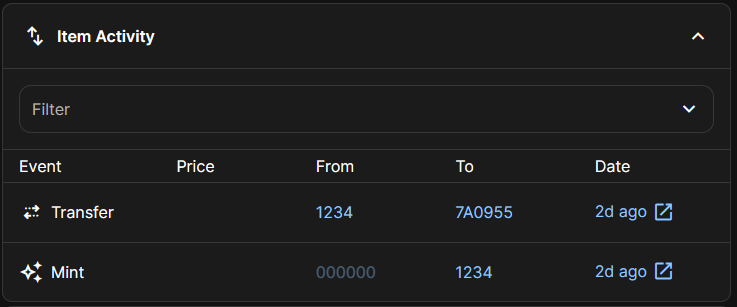 Item Activity
Filter
Event Price From To Date
Transfer 1234 7A0955 2d ago
Mint 000000 1234 2d ago